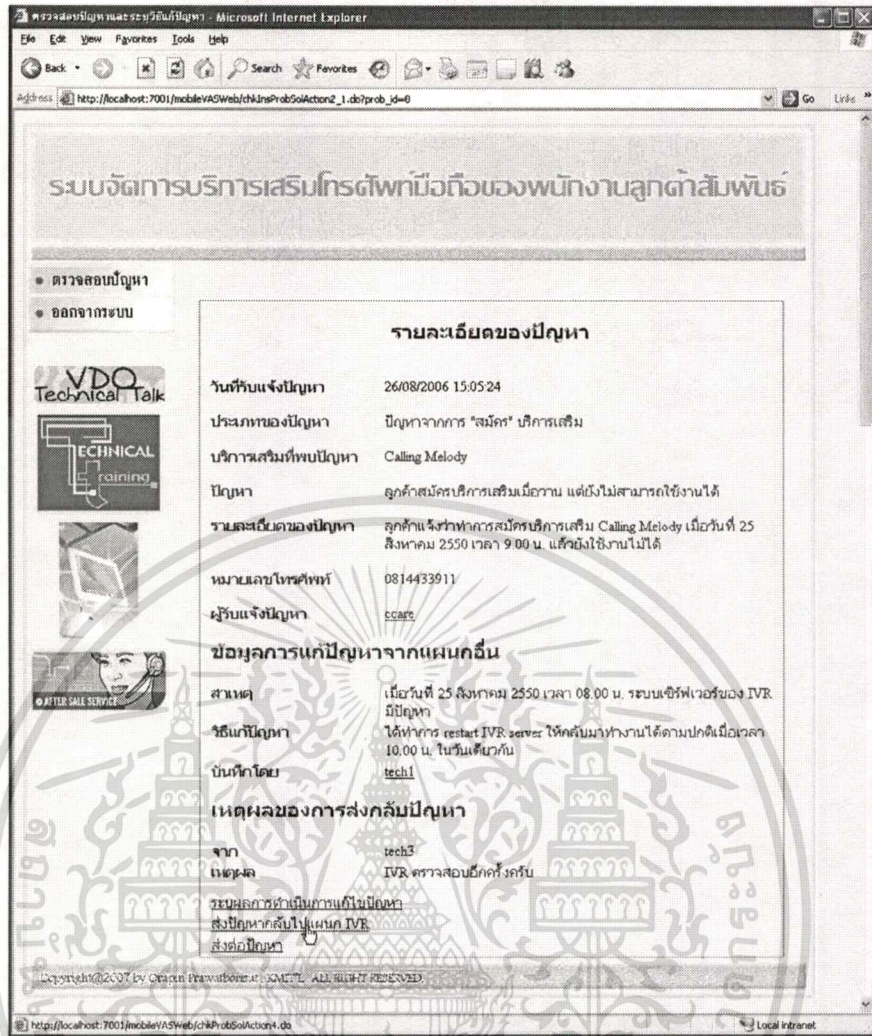 ตรวจสอบปัญหาและระบุวิธีแก้ปัญหา - Microsoft Internet Explorer
File Edit View Favorites Tools Help
Back Search Favorites
Address http://localhost:7001/mobileVASWeb/chkInsProbSolAction2_1.do?prob_id=8 Go Links »
ระบบจัดการบริการเสริมโทรศัพท์มือถือของพนักงานลูกค้าสัมพันธ์
ตรวจสอบปัญหา
ออกจากระบบ
VDO
Technical Talk
TECHNICAL
Training
AFTER SALE SERVICE
รายละเอียดของปัญหา
วันที่รับแจ้งปัญหา 26/08/2006 15:05:24
ประเภทของปัญหา ปัญหาจากการ "สมัคร" บริการเสริม
บริการเสริมที่พบปัญหา Calling Melody
ปัญหา ลูกค้าสมัครบริการเสริมเมื่อวาน แต่ยังไม่สามารถใช้งานได้
รายละเอียดของปัญหา ลูกค้าแจ้งว่าทำการสมัครบริการเสริม Calling Melody เมื่อวันที่ 25
สิงหาคม 2550 เวลา 9.00 น. แล้วยังใช้งานไม่ได้
หมายเลขโทรศัพท์ 0814433911
ผู้รับแจ้งปัญหา ccare
ข้อมูลการแก้ปัญหาจากแผนกอื่น
สาเหตุ เมื่อวันที่ 25 สิงหาคม 2550 เวลา 08.00 น. ระบบเซิร์ฟเวอร์ของ IVR
มีปัญหา
วิธีแก้ปัญหา ได้ทำการ restart IVR server ให้กลับมาทำงานได้ตามปกติเมื่อเวลา
10.00 น. ในวันเดียวกัน
บันทึกโดย tech1
เหตุผลของการส่งกลับปัญหา
จาก tech3
เหตุผล IVR ตรวจสอบอีกครั้งครับ
ระบุผลการดำเนินการแก้ไขปัญหา
ส่งปัญหากลับไปแผนก IVR
ส่งต่อปัญหา
Copyright@2007 by Orapin KMITL ALL RIGHT RESERVED
http://localhost:7001/mobileVASWeb/chkProbSolAction4.do Local intranet